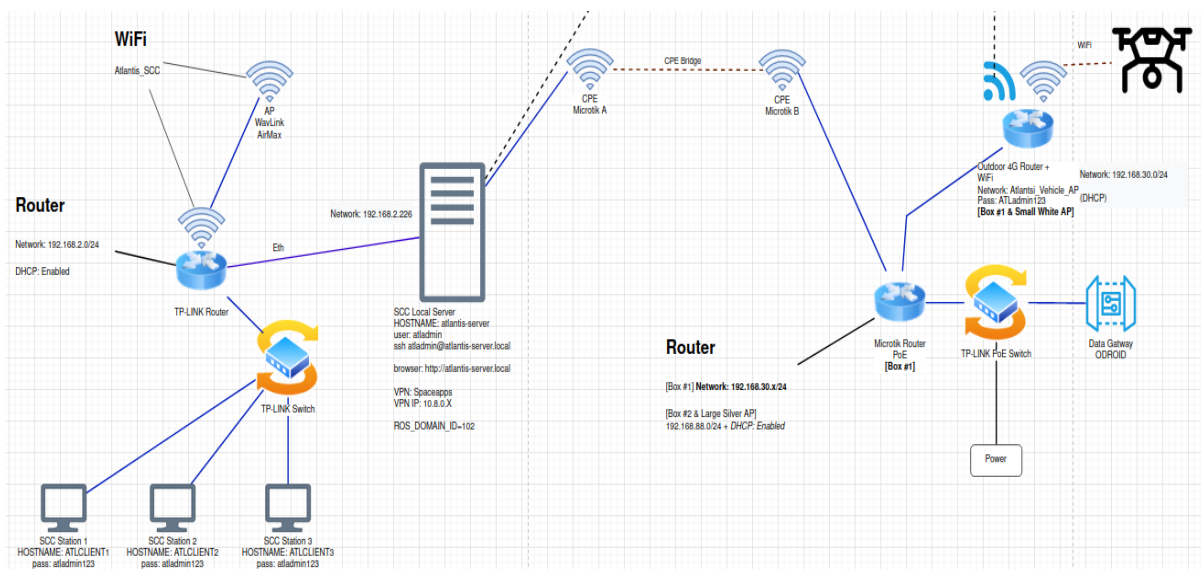 WiFi
Atlantis_SCC
AP
WavLink
AirMax
Router
Network: 192.168.2.0/24
DHCP: Enabled
TP-LINK Router
Eth
TP-LINK Switch
SCC Station 1
HOSTNAME: ATLCLIENT1
pass: atladmin123
SCC Station 2
HOSTNAME: ATLCLIENT2
pass: atladmin123
SCC Station 3
HOSTNAME: ATLCLIENT3
pass: atladmin123
Network: 192.168.2.226
SCC Local Server
HOSTNAME: atlantis-server
user: atladmin
ssh atladmin@atlantis-server.local
browser: http://atlantis-server.local
VPN: Spaceapps
VPN IP: 10.8.0.X
ROS_DOMAIN_ID=102
CPE
Microtik A
CPE Bridge
CPE
Microtik B
WiFi
Outdoor 4G Router +
WiFi
Network: Atlantsi_Vehicle_AP
Pass: ATLadmin123
[Box #1 & Small White AP]
Network: 192.168.30.0/24
(DHCP)
Router
[Box #1] Network: 192.168.30.x/24
[Box #2 & Large Silver AP]
192.168.88.0/24 + DHCP: Enabled
Microtik Router
PoE
[Box #1]
TP-LINK PoE Switch
Data Gatway
ODROID
Power